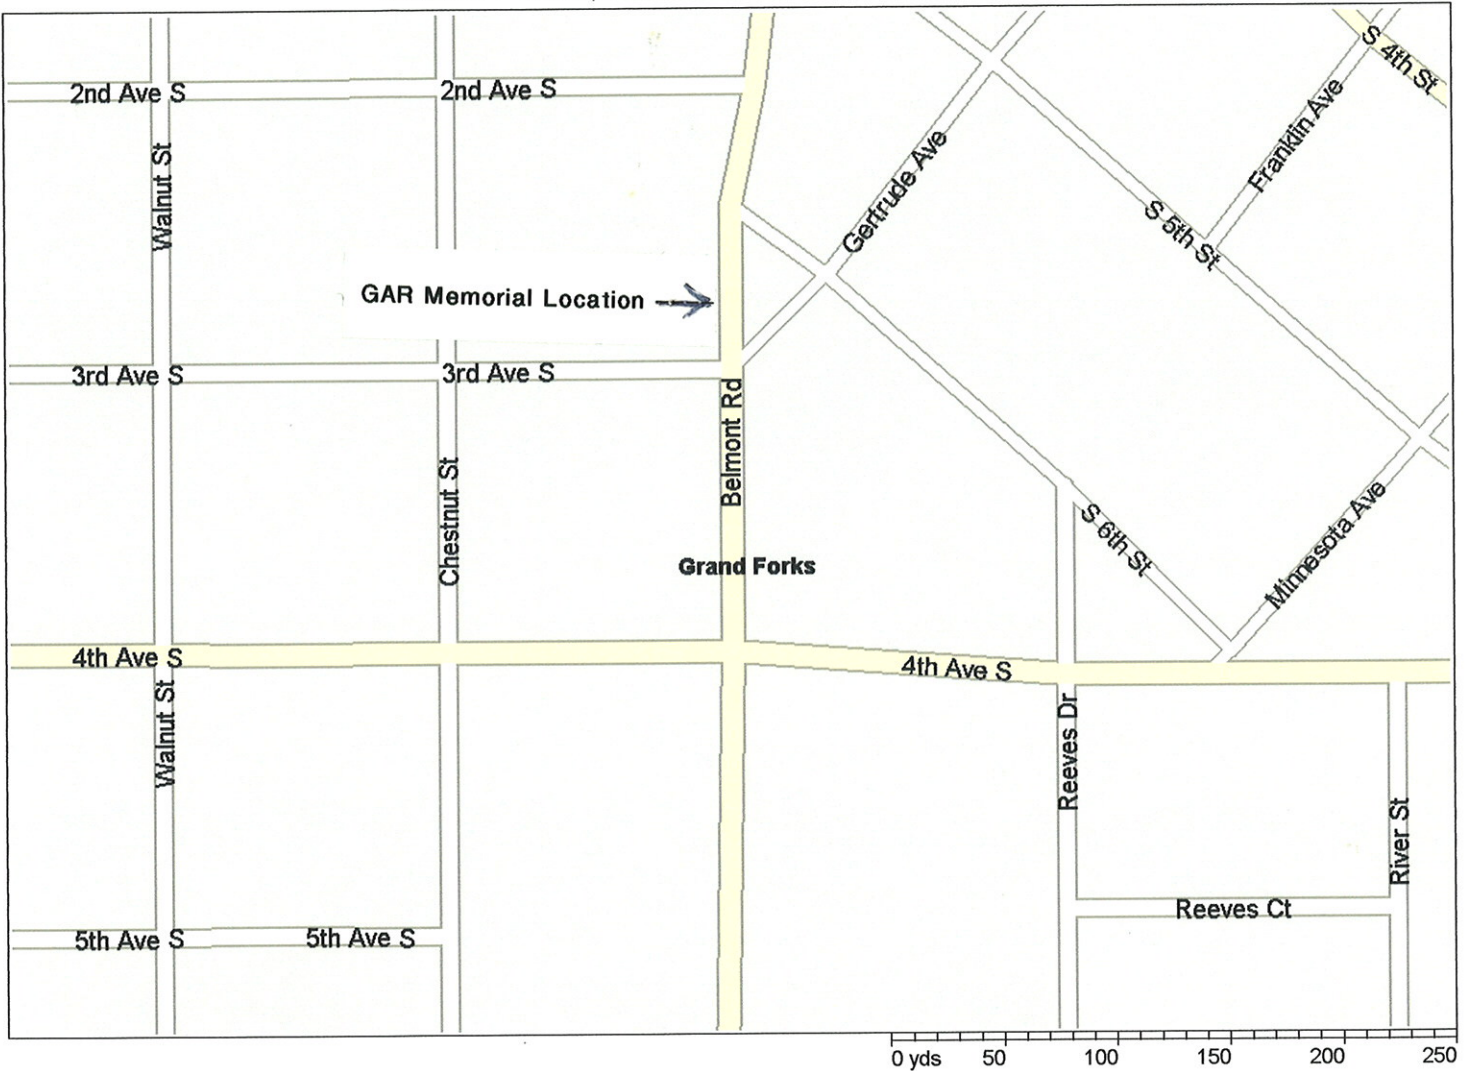 S 4th St
2nd Ave S
2nd Ave S
Franklin Ave
Walnut St
Gertrude Ave
S 5th St
GAR Memorial Location
3rd Ave S
3rd Ave S
Belmont Rd
Chestnut St
S 6th St
Minnesota Ave
Grand Forks
4th Ave S
4th Ave S
Walnut St
Reeves Dr
River St
Reeves Ct
5th Ave S
5th Ave S
0 yds 50 100 150 200 250